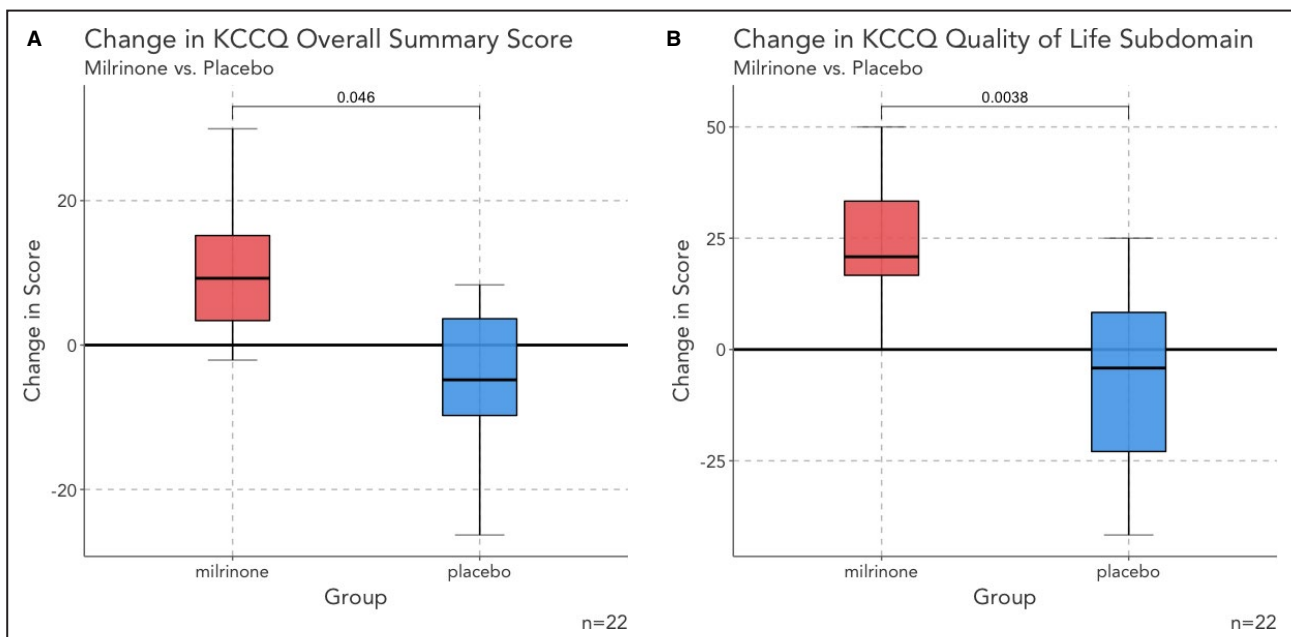 A
Change in KCCQ Overall Summary Score
Milrinone vs. Placebo
0.046
20
0
-20
Change in Score
milrinone
placebo
Group
n=22
B
Change in KCCQ Quality of Life Subdomain
Milrinone vs. Placebo
0.0038
50
25
0
-25
Change in Score
milrinone
placebo
Group
n=22